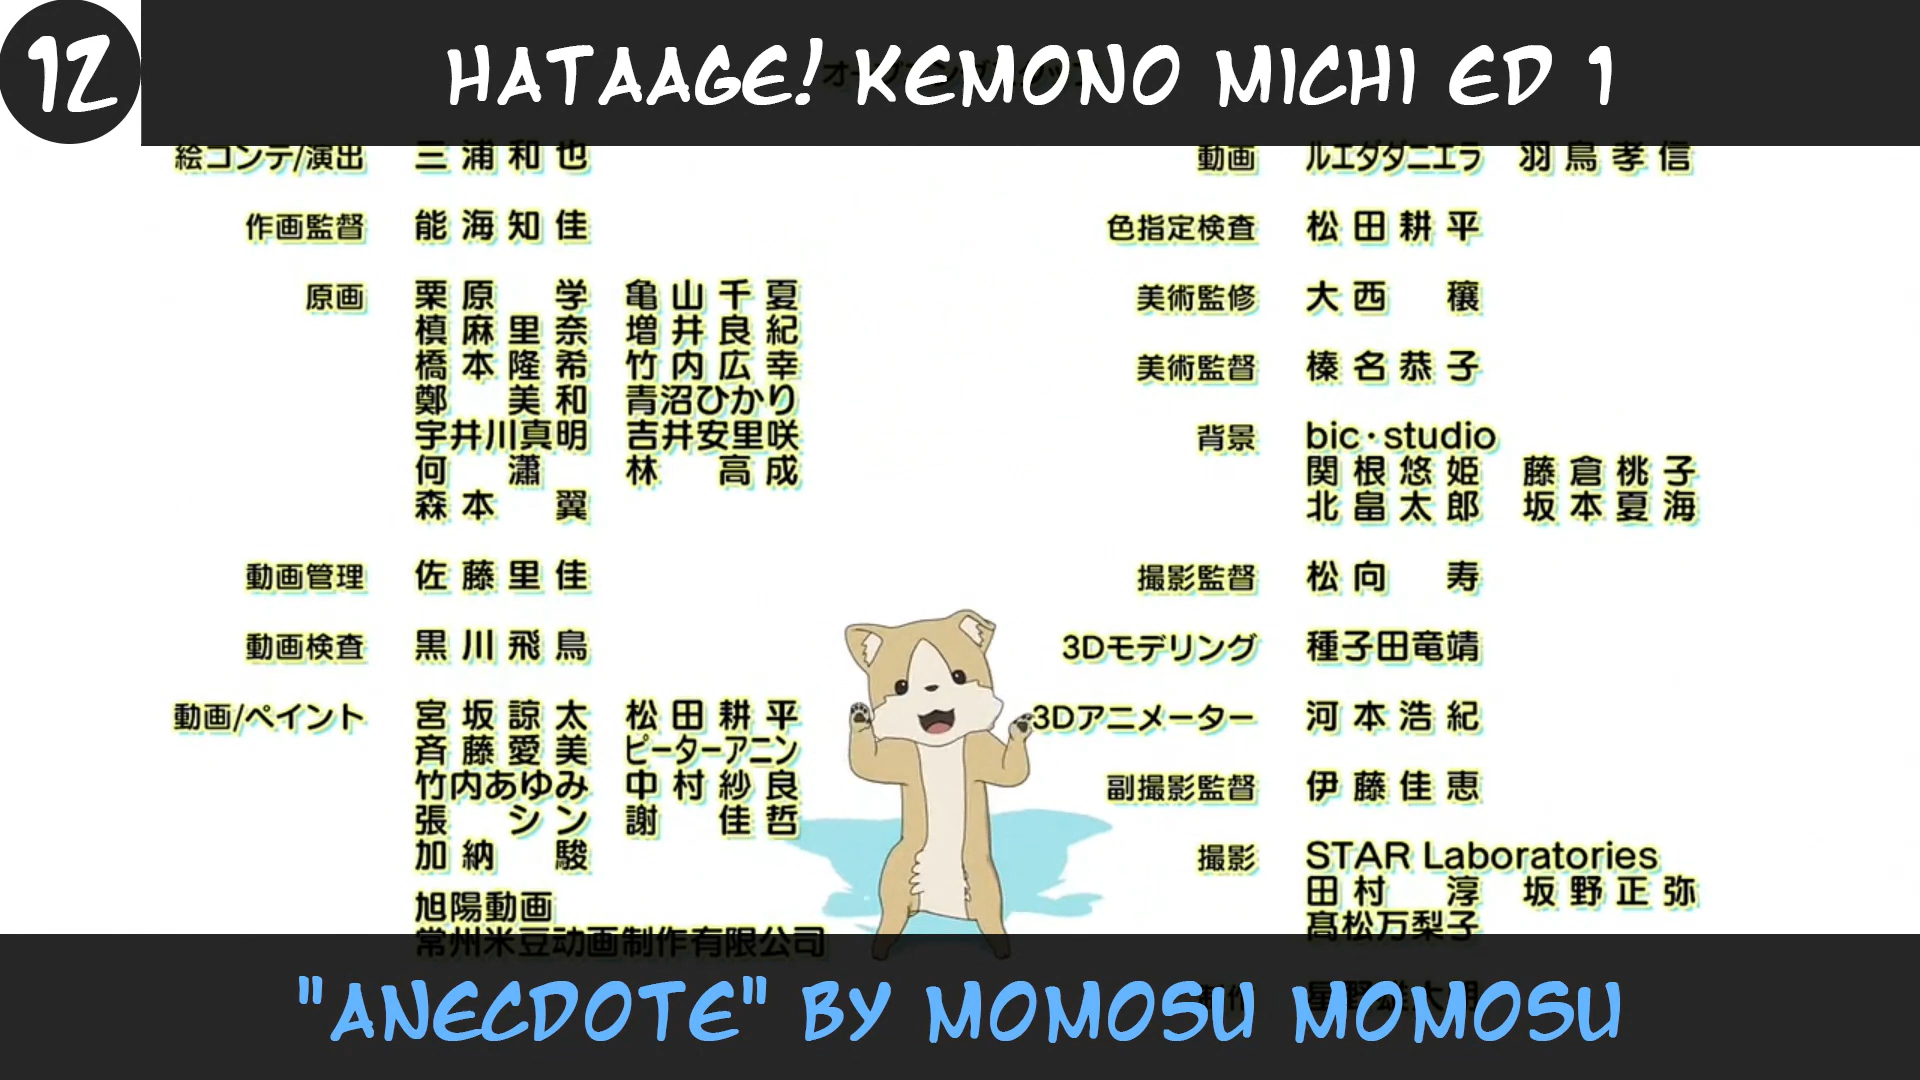 12
HATAAGE! KEMONO MICHI ED 1
絵コンテ/演出 三浦和也
作画監督 能海知佳
原画 栗原 学 亀山千夏
槙麻里奈 増井良紀
橋本隆希 竹内広幸
鄭 美和 青沼ひかり
宇井川真明 吉井安里咲
何 瀟 林 高成
森本 翼
動画管理 佐藤里佳
動画検査 黒川飛鳥
動画/ペイント 宮坂諒太 松田耕平
斉藤愛美 ピーターアニン
竹内あゆみ 中村紗良
張 シン 謝 佳哲
加納 駿
旭陽動画
常州米豆动画制作有限公司
動画 ルエダダニエラ 羽鳥孝信
色指定検査 松田耕平
美術監修 大西 穣
美術監督 榛名恭子
背景 bic・studio
関根悠姫 藤倉桃子
北畠太郎 坂本夏海
撮影監督 松向 寿
3Dモデリング 種子田竜靖
3Dアニメーター 河本浩紀
副撮影監督 伊藤佳恵
撮影 STAR Laboratories
田村 淳 坂野正弥
髙松万梨子
"ANECDOTE" BY MOMOSU MOMOSU